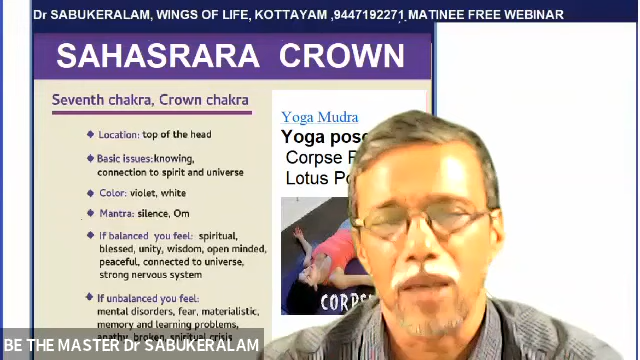 Dr SABUKERALAM, WINGS OF LIFE, KOTTAYAM ,9447192271 MATINEE FREE WEBINAR
SAHASRARA CROWN
Seventh chakra, Crown chakra
Location: top of the head
Basic issues:knowing,
connection to spirit and universe
Color: violet, white
Mantra: silence, Om
If balanced you feel: spiritual,
blessed, unity, wisdom, open minded,
peaceful, connected to universe,
strong nervous system
If unbalanced you feel:
mental disorders, fear, materialistic,
memory and learning problems,
apathy, broken, spiritual crisis
Yoga Mudra
Yoga pose
Corpse
Lotus
CORPS
BE THE MASTER Dr SABUKERALAM